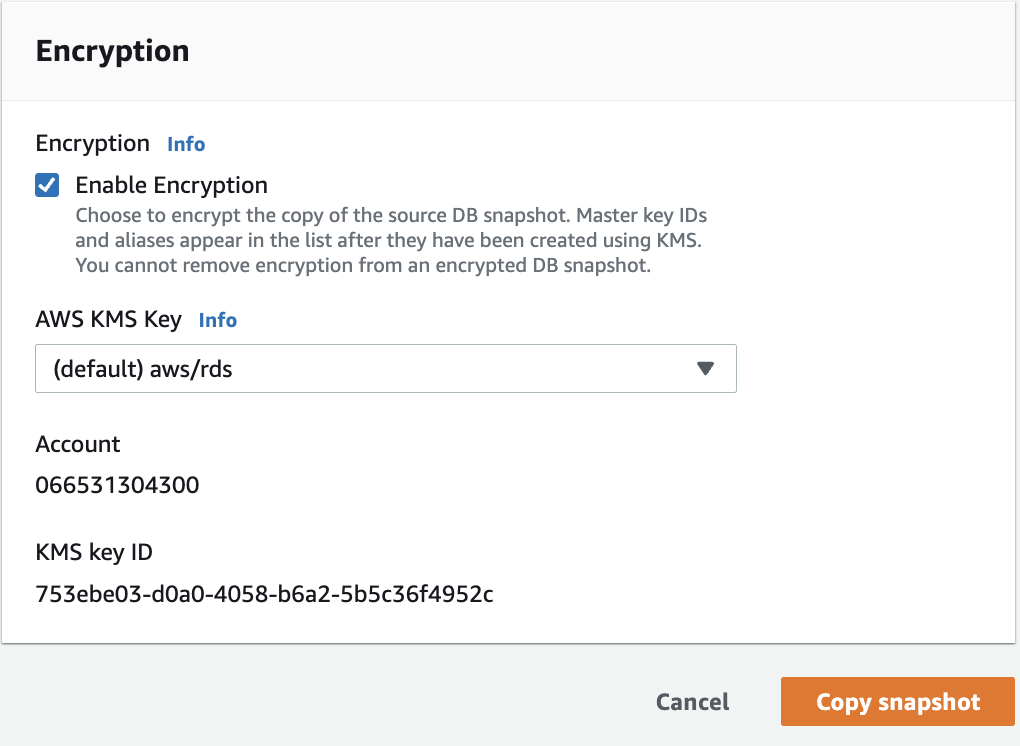 Encryption
Encryption Info
Enable Encryption
Choose to encrypt the copy of the source DB snapshot. Master key IDs
and aliases appear in the list after they have been created using KMS.
You cannot remove encryption from an encrypted DB snapshot.
AWS KMS Key Info
(default) aws/rds
Account
066531304300
KMS key ID
753ebe03-d0a0-4058-b6a2-5b5c36f4952c
Cancel Copy snapshot